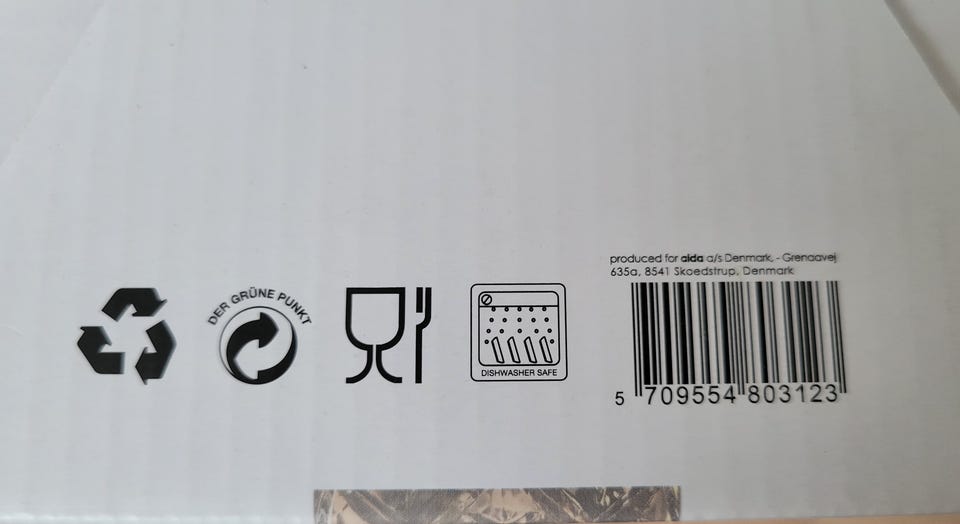 DER GRÜNE PUNKT
DISHWASHER SAFE
produced for aida a/s Denmark, - Grenaavej
635a, 8541 Skoedstrup, Denmark
5 709554 803123